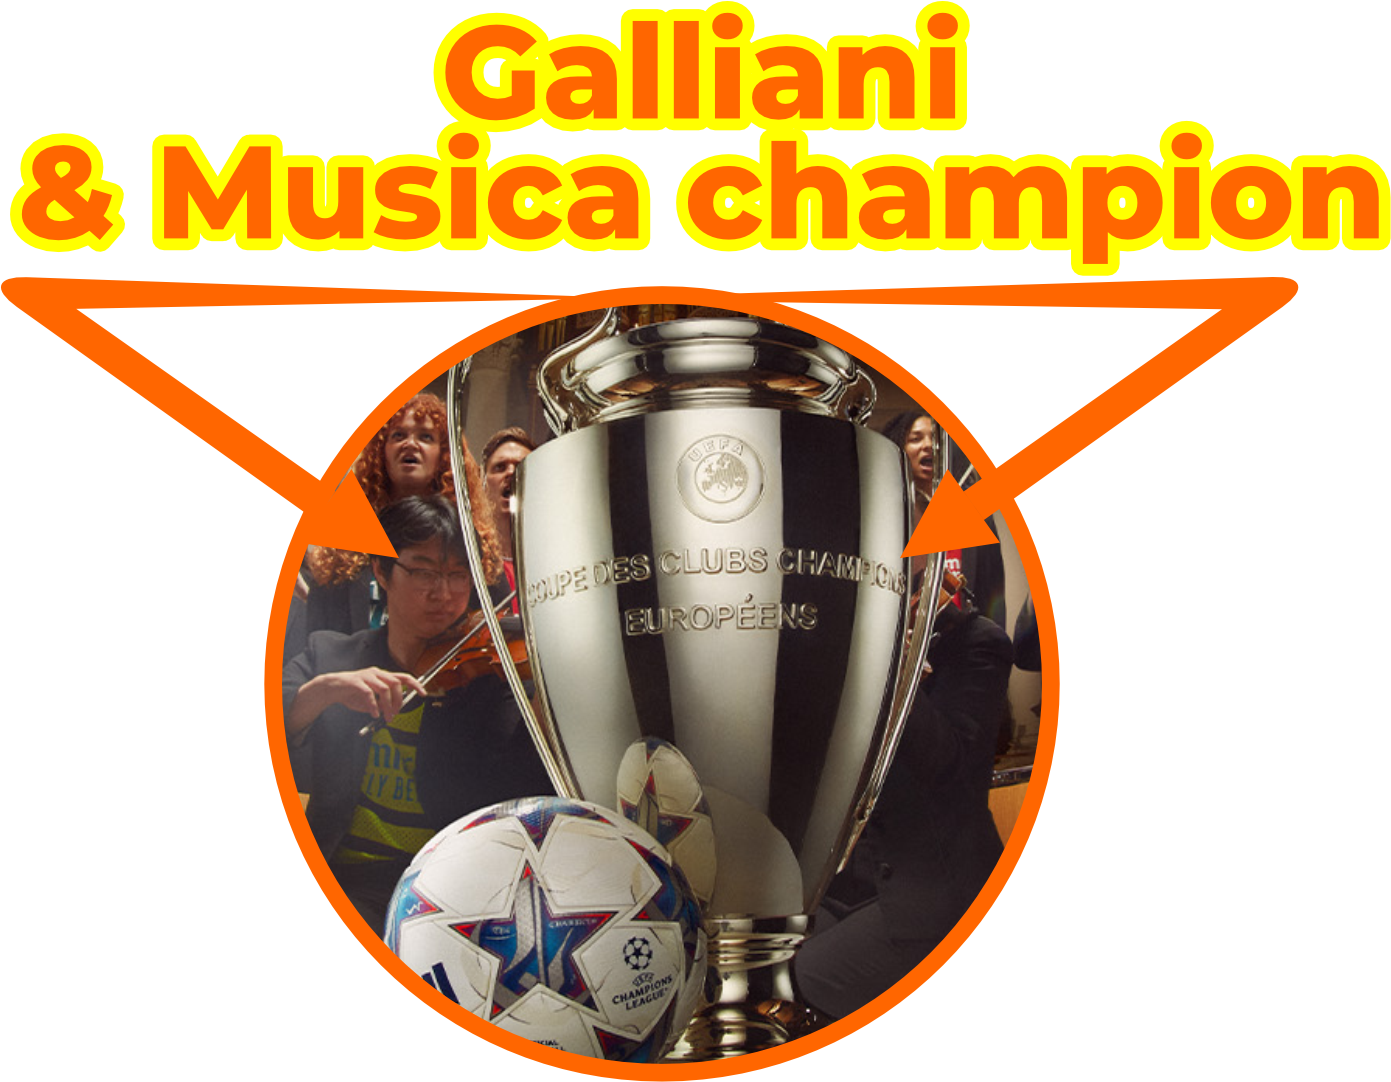 Galliani
& Musica champion
UEFA
COUPE DES CLUBS CHAMPIONS
EUROPÉENS
CHAMPIONS
LEAGUE